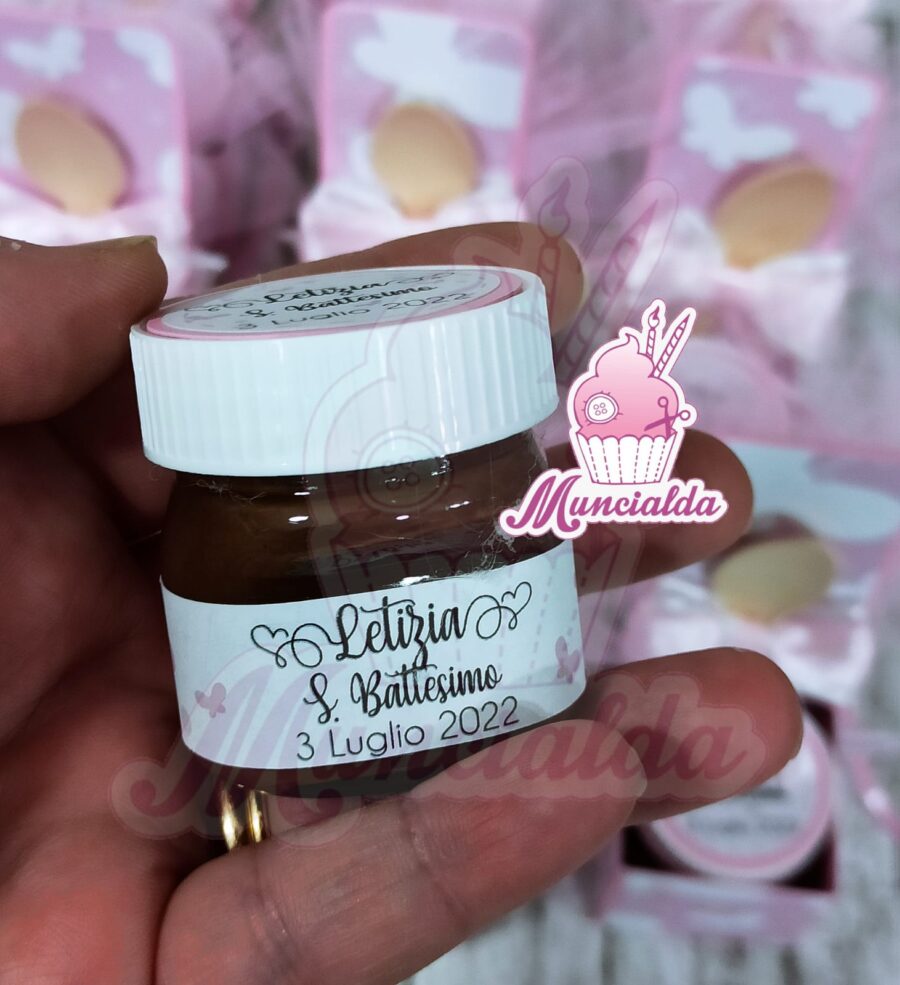 Letizia
S. Battesimo
3 Luglio 2022
Muncialda
Letizia
S. Battesimo
3 Luglio 2022
Muncialda